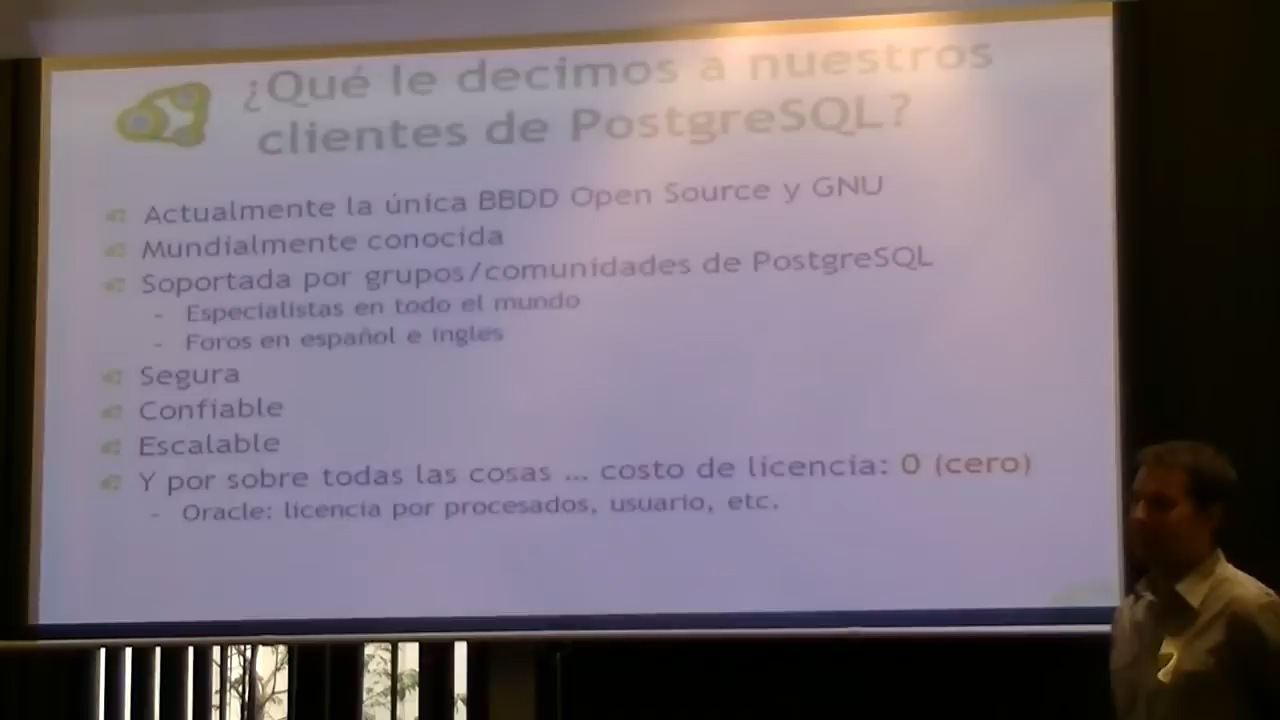 ¿Qué le decimos a nuestros
clientes de PostgreSQL?
Actualmente la única BBDD Open Source y GNU
Mundialmente conocida
Soportada por grupos/comunidades de PostgreSQL
- Especialistas en todo el mundo
- Foros en español e ingles
Segura
Confiable
Escalable
Y por sobre todas las cosas ... costo de licencia: 0 (cero)
- Oracle: licencia por procesados, usuario, etc.